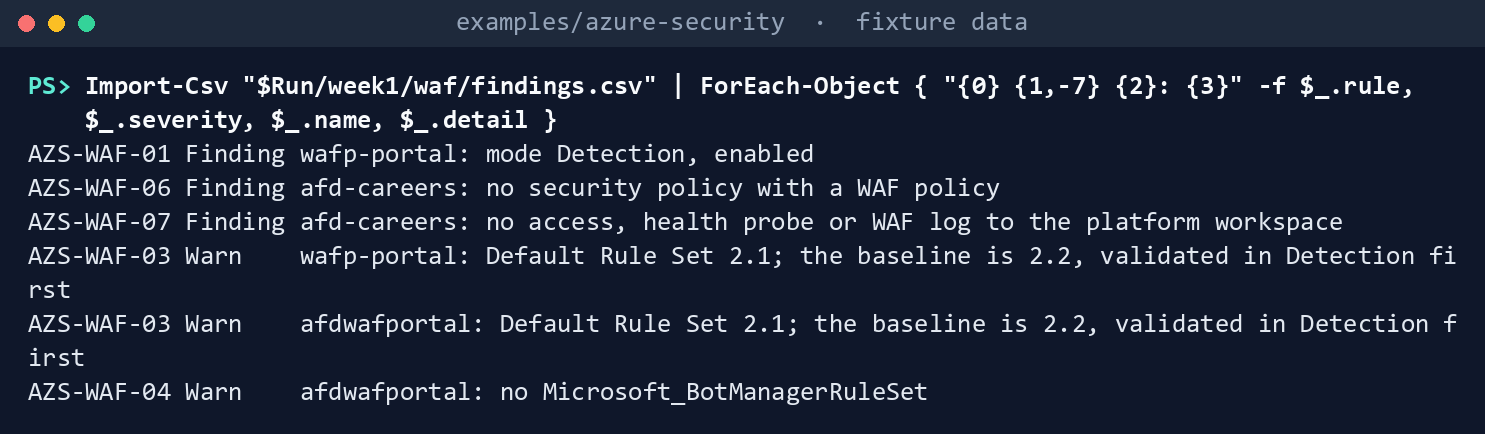 examples/azure-security · fixture data
PS> Import-Csv "$Run/week1/waf/findings.csv" | ForEach-Object { "{0} {1,-7} {2}: {3}" -f $_.rule,
$_.severity, $_.name, $_.detail }
AZS-WAF-01 Finding wafp-portal: mode Detection, enabled
AZS-WAF-06 Finding afd-careers: no security policy with a WAF policy
AZS-WAF-07 Finding afd-careers: no access, health probe or WAF log to the platform workspace
AZS-WAF-03 Warn    wafp-portal: Default Rule Set 2.1; the baseline is 2.2, validated in Detection fi
rst
AZS-WAF-03 Warn    afdwafportal: Default Rule Set 2.1; the baseline is 2.2, validated in Detection f
irst
AZS-WAF-04 Warn    afdwafportal: no Microsoft_BotManagerRuleSet